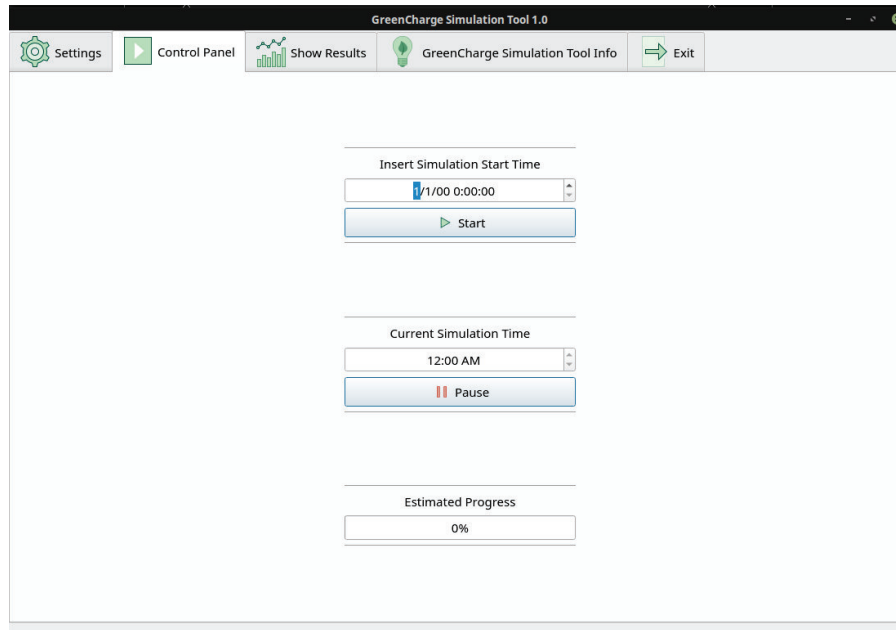 GreenCharge Simulation Tool 1.0
Settings Control Panel Show Results GreenCharge Simulation Tool Info Exit
Insert Simulation Start Time
1/1/00 0:00:00
Start
Current Simulation Time
12:00 AM
Pause
Estimated Progress
0%